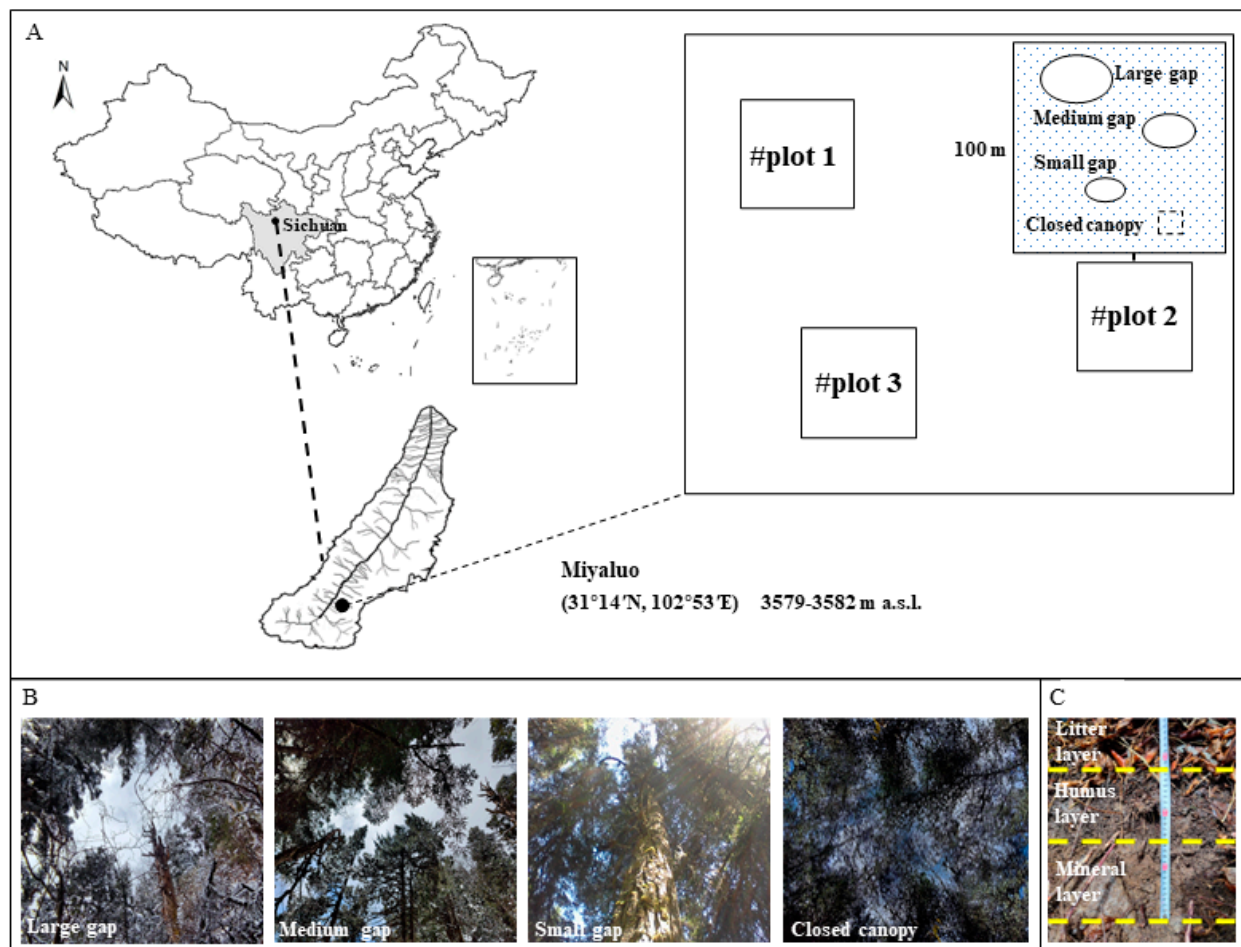 A
N
Sichuan
#plot 1
100 m
Large gap
Medium gap
Small gap
Closed canopy
#plot 2
#plot 3
Miyaluo
(31°14′N, 102°53′E) 3579-3582 m a.s.l.
B
Large gap
Medium gap
Small gap
Closed canopy
C
Litter
layer
Humus
layer
Mineral
layer